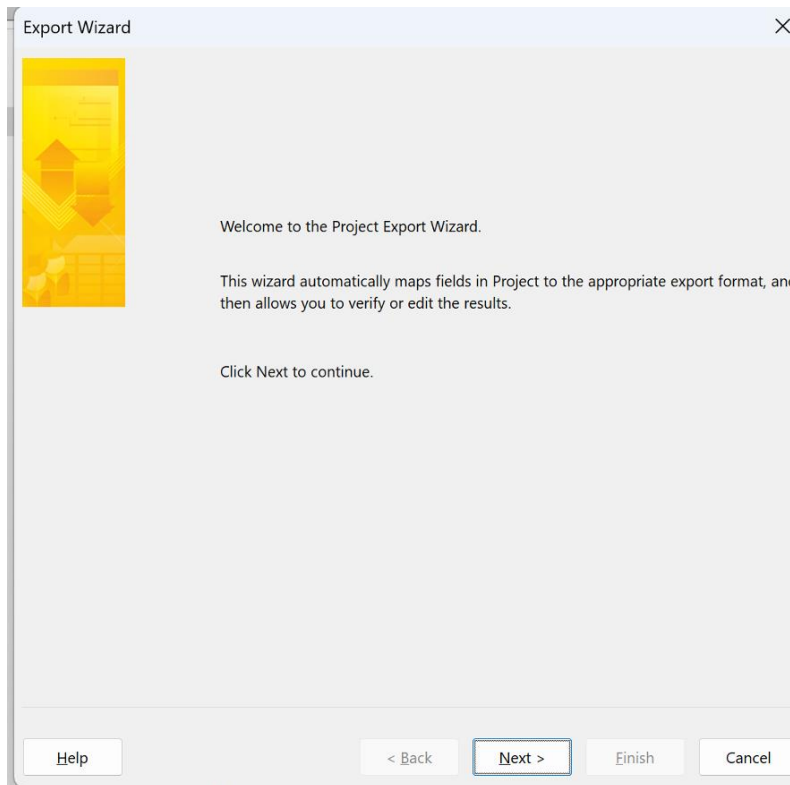 Export Wizard
Welcome to the Project Export Wizard.
This wizard automatically maps fields in Project to the appropriate export format, and
then allows you to verify or edit the results.
Click Next to continue.
Help
< Back
Next >
Finish
Cancel